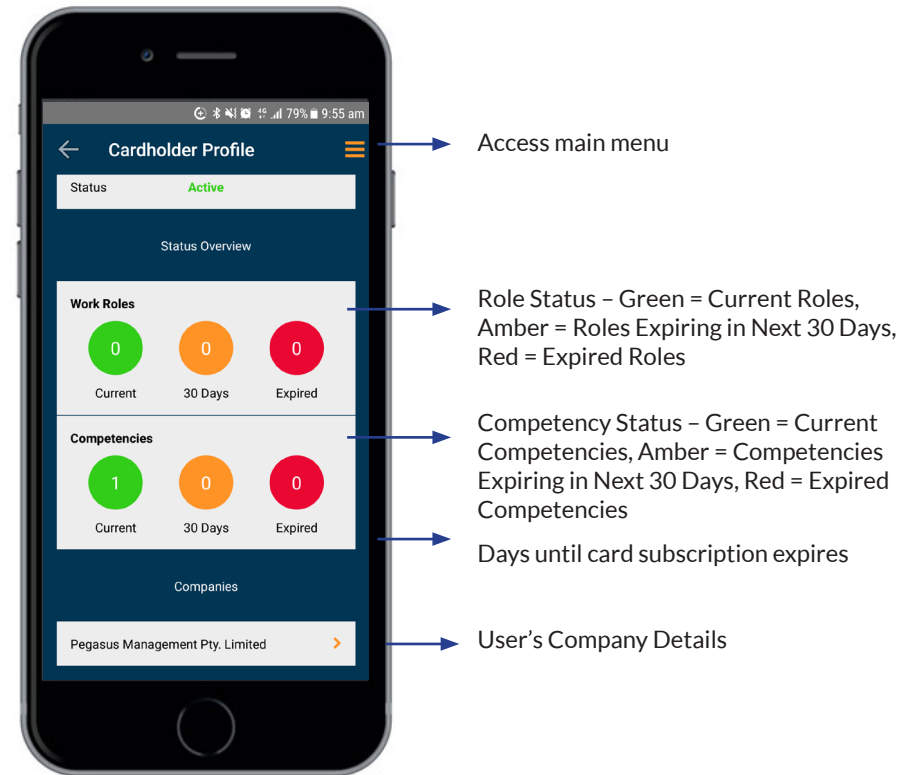 79% 9:55 am
Cardholder Profile
Access main menu
Status Active
Status Overview
Work Roles
0 0 0
Current 30 Days Expired
Role Status – Green = Current Roles,
Amber = Roles Expiring in Next 30 Days,
Red = Expired Roles
Competencies
1 0 0
Current 30 Days Expired
Competency Status – Green = Current
Competencies, Amber = Competencies
Expiring in Next 30 Days, Red = Expired
Competencies
Days until card subscription expires
Companies
Pegasus Management Pty. Limited
User's Company Details